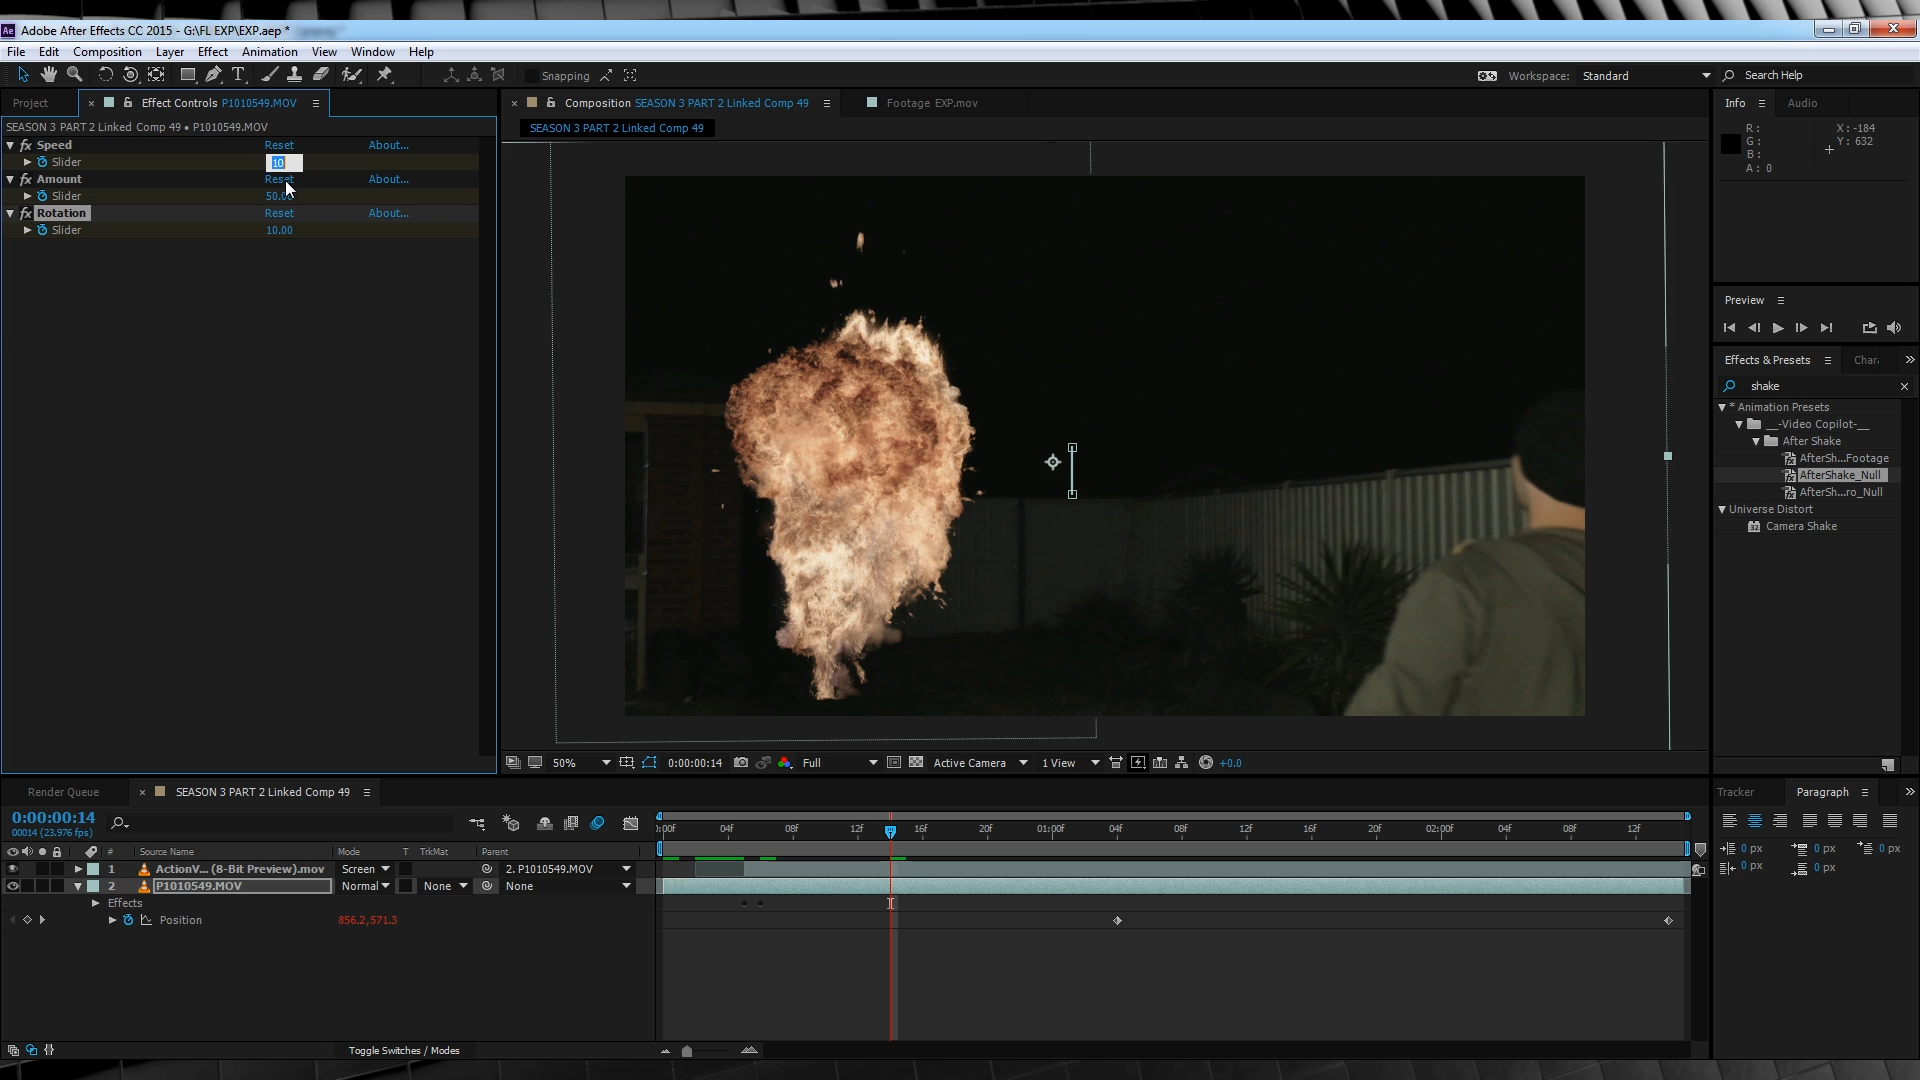 Ae Adobe After Effects CC 2015 - G:\FL EXP\EXP.aep *
File Edit Composition Layer Effect Animation View Window Help
Snapping
Workspace: Standard
Search Help
Project
Effect Controls P1010549.MOV
SEASON 3 PART 2 Linked Comp 49 • P1010549.MOV
fx Speed Reset About...
Slider 10
fx Amount Reset About...
Slider 50.00
fx Rotation Reset About...
Slider 10.00
Composition SEASON 3 PART 2 Linked Comp 49
Footage EXP.mov
SEASON 3 PART 2 Linked Comp 49
50% 0:00:00:14 Full Active Camera 1 View +0.0
Info Audio
R: X: -184
G: Y: 632
B:
A: 0
Preview
Effects & Presets Chara
shake
* Animation Presets
__-Video Copilot-__
After Shake
AfterSh...Footage
AfterShake_Null
AfterSh...ro_Null
Universe Distort
32 Camera Shake
Render Queue
SEASON 3 PART 2 Linked Comp 49
0:00:00:14
00014 (23.976 fps)
# Source Name Mode T TrkMat Parent
1 ActionV... (8-Bit Preview).mov Screen 2. P1010549.MOV
2 P1010549.MOV Normal None None
Effects
Position 856.2,571.3
:00f 04f 08f 12f 16f 20f 01:00f 04f 08f 12f 16f 20f 02:00f 04f 08f 12f
Toggle Switches / Modes
Tracker Paragraph
0 px 0 px 0 px
0 px 0 px